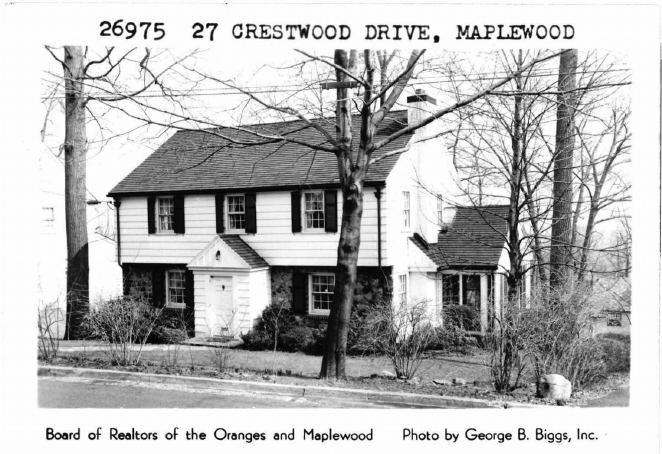 26975 27 CRESTWOOD DRIVE, MAPLEWOOD
Board of Realtors of the Oranges and Maplewood Photo by George B. Biggs, Inc.